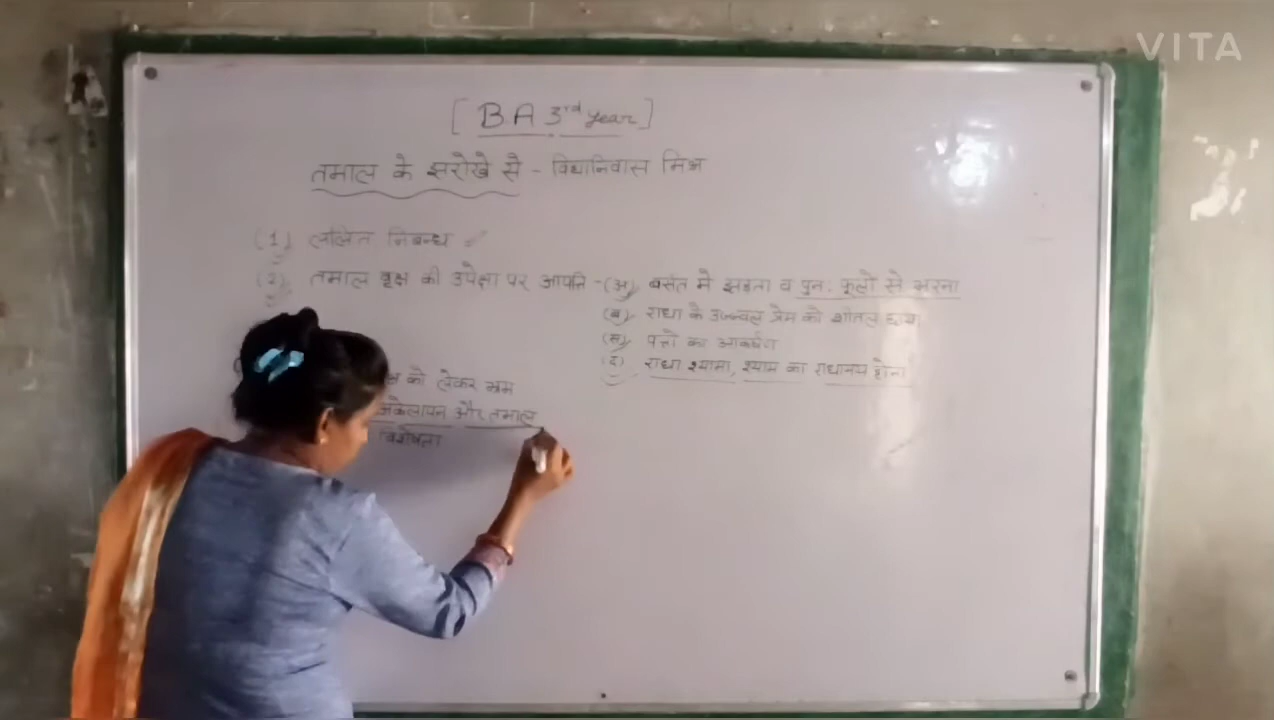 VITA
[BA 3rd year]
तमाल के झरोखे से - विद्यानिवास मिश्र
(1) ललित निबन्ध
(2) तमाल वृक्ष की उपेक्षा पर आपत्ति - (अ) बसंत में झड़ता व पुनः फूलों से भरना
(ब) राधा के उज्जवल प्रेम की शीतल छाया
(स) पत्तों का आकर्षण
(द) राधा श्यामा, श्याम का राधामय होना
को लेकर भ्रम
अकेलापन और तमाल
विशेषता